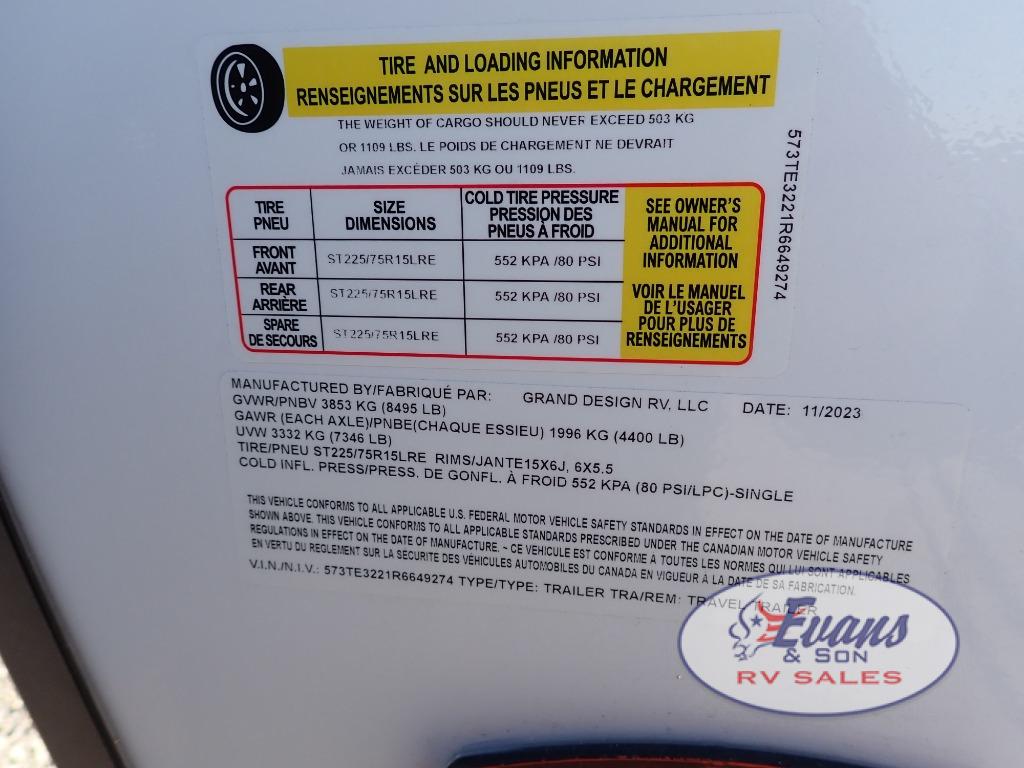 TIRE AND LOADING INFORMATION
RENSEIGNEMENTS SUR LES PNEUS ET LE CHARGEMENT
THE WEIGHT OF CARGO SHOULD NEVER EXCEED 503 KG
OR 1109 LBS. LE POIDS DE CHARGEMENT NE DEVRAIT
JAMAIS EXCÉDER 503 KG OU 1109 LBS.
573TE3221R6649274
TIRE
PNEU
SIZE
DIMENSIONS
COLD TIRE PRESSURE
PRESSION DES
PNEUS À FROID
FRONT
AVANT
ST225/75R15LRE
552 KPA /80 PSI
REAR
ARRIÈRE
ST225/75R15LRE
552 KPA /80 PSI
SPARE
DE SECOURS
ST225/75R15LRE
552 KPA /80 PSI
SEE OWNER'S
MANUAL FOR
ADDITIONAL
INFORMATION
VOIR LE MANUEL
DE L'USAGER
POUR PLUS DE
RENSEIGNEMENTS
MANUFACTURED BY/FABRIQUÉ PAR: GRAND DESIGN RV, LLC DATE: 11/2023
GVWR/PNBV 3853 KG (8495 LB)
GAWR (EACH AXLE)/PNBE(CHAQUE ESSIEU) 1996 KG (4400 LB)
UVW 3332 KG (7346 LB)
TIRE/PNEU ST225/75R15LRE RIMS/JANTE15X6J, 6X5.5
COLD INFL. PRESS/PRESS. DE GONFL. À FROID 552 KPA (80 PSI/LPC)-SINGLE
THIS VEHICLE CONFORMS TO ALL APPLICABLE U.S. FEDERAL MOTOR VEHICLE SAFETY STANDARDS IN EFFECT ON THE DATE OF MANUFACTURE
SHOWN ABOVE. THIS VEHICLE CONFORMS TO ALL APPLICABLE STANDARDS PRESCRIBED UNDER THE CANADIAN MOTOR VEHICLE SAFETY
REGULATIONS IN EFFECT ON THE DATE OF MANUFACTURE. ~ CE VEHICULE EST CONFORME A TOUTES LES NORMES QUI LUI SONT APPLICABLES
EN VERTU DU REGLEMENT SUR LA SECURITE DES VEHICULES AUTOMOBILES DU CANADA EN VIGUEUR À LA DATE DE SA FABRICATION.
V.I.N./N.I.V.: 573TE3221R6649274 TYPE/TYPE: TRAILER TRA/REM: TRAVEL TRAILER
Evans
& SON
RV SALES